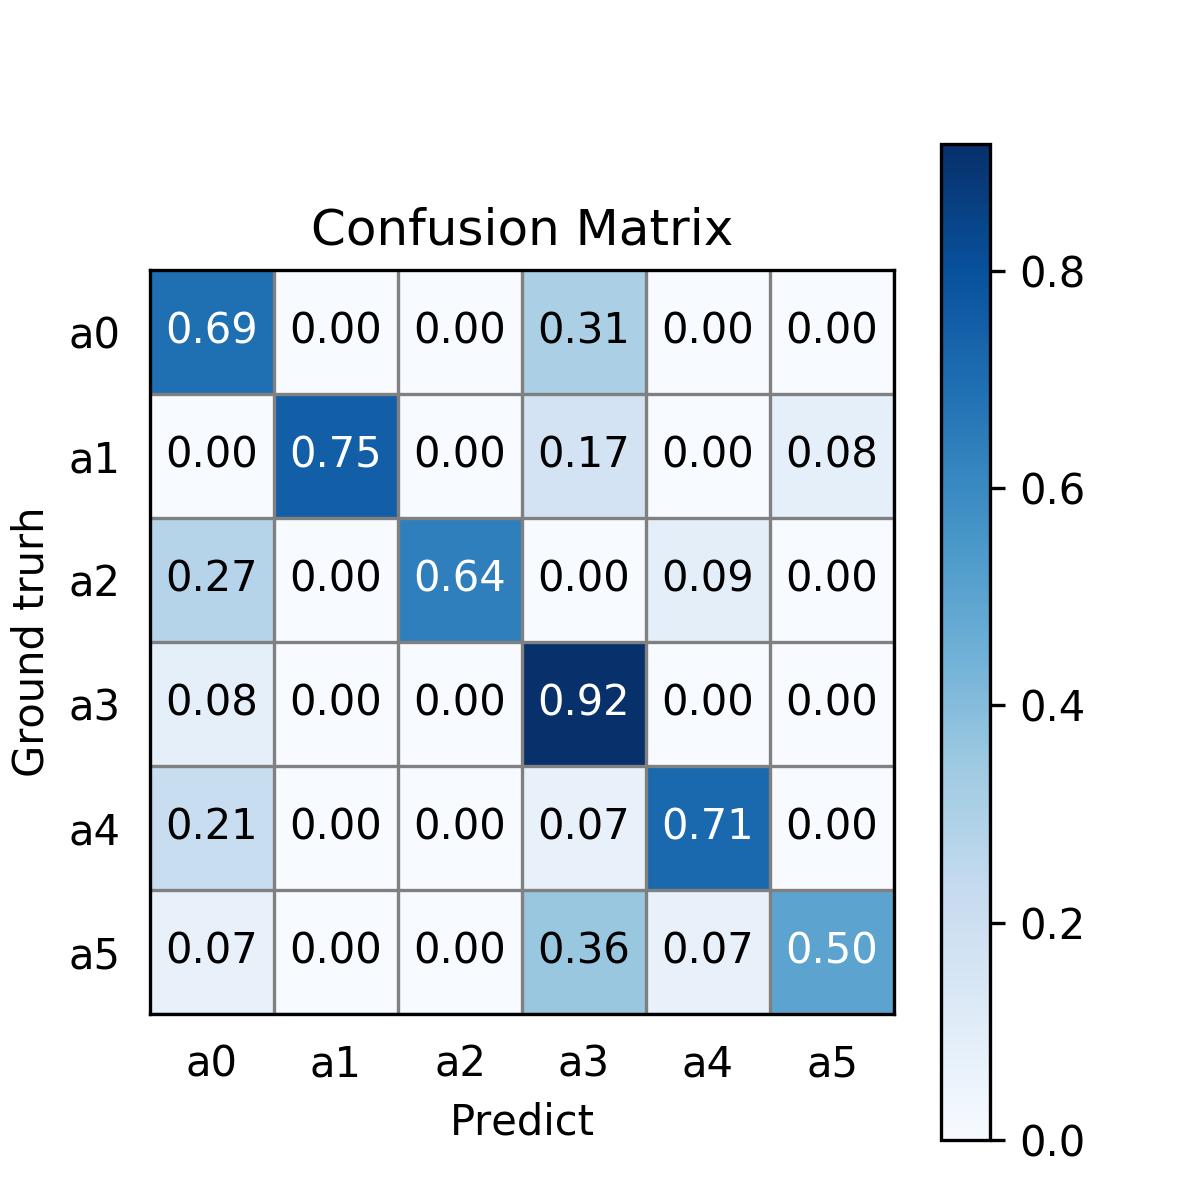 Confusion Matrix
a0 0.69 0.00 0.00 0.31 0.00 0.00
a1 0.00 0.75 0.00 0.17 0.00 0.08
a2 0.27 0.00 0.64 0.00 0.09 0.00
a3 0.08 0.00 0.00 0.92 0.00 0.00
a4 0.21 0.00 0.00 0.07 0.71 0.00
a5 0.07 0.00 0.00 0.36 0.07 0.50
a0 a1 a2 a3 a4 a5
Predict
Ground trurh
0.8
0.6
0.4
0.2
0.0